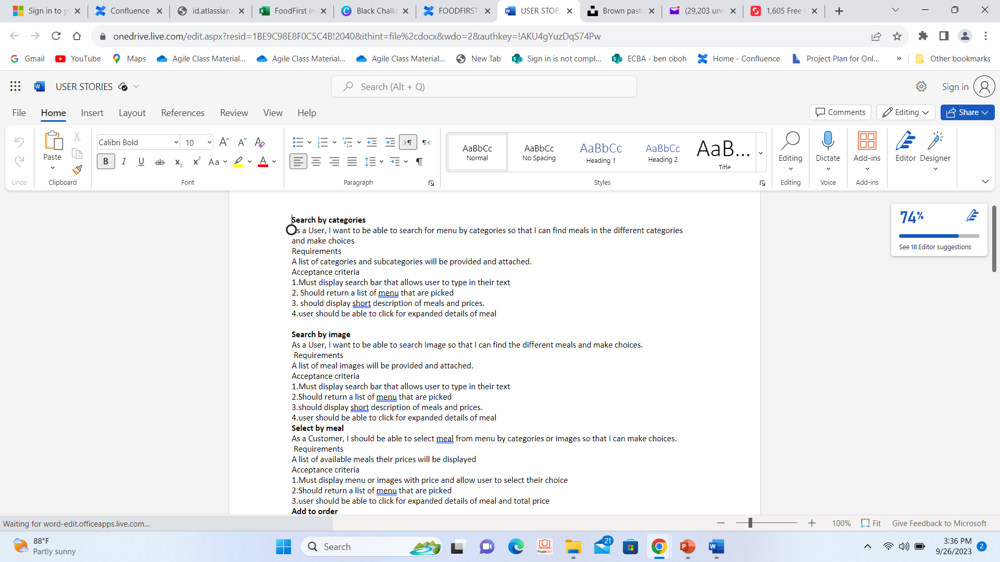 Sign in to y
Confluence
id.atlassian.
FoodFirst In
Black Chalk
FOODFIRST
USER STOR
Brown past
(29,203 unr
1,605 Free
onedrive.live.com/edit.aspx?resid=1BE9C98E8F0C5C4B!2040&ithint=file%2cdocx&wdo=2&authkey=!AKU4gYuzDqS74Pw
Gmail
YouTube
Maps
Agile Class Material...
Agile Class Material...
Agile Class Material...
New Tab
Sign in is not compl...
ECBA - ben oboh
Home - Confluence
Project Plan for Onl...
»
Other bookmarks
USER STORIES
Search (Alt + Q)
Sign in
File
Home
Insert
Layout
References
Review
View
Help
Comments
Editing
Share
Paste
Calibri Bold
10
AaBbCc
Normal
AaBbCc
No Spacing
AaBbCc
Heading 1
AaBbCc
Heading 2
AaB...
Title
Editing
Dictate
Add-ins
Editor
Designer
Undo
Clipboard
Font
Paragraph
Styles
Editing
Voice
Add-ins
74%
See 18 Editor suggestions
Search by categories
As a User, I want to be able to search for menu by categories so that I can find meals in the different categories
and make choices
Requirements
A list of categories and subcategories will be provided and attached.
Acceptance criteria
1.Must display search bar that allows user to type in their text
2. Should return a list of menu that are picked
3. should display short description of meals and prices.
4.user should be able to click for expanded details of meal
Search by image
As a User, I want to be able to search Image so that I can find the different meals and make choices.
Requirements
A list of meal images will be provided and attached.
Acceptance criteria
1.Must display search bar that allows user to type in their text
2.Should return a list of menu that are picked
3.should display short description of meals and prices.
4.user should be able to click for expanded details of meal
Select by meal
As a Customer, I should be able to select meal from menu by categories or images so that I can make choices.
Requirements
A list of available meals their prices will be displayed
Acceptance criteria
1.Must display menu or images with price and allow user to select their choice
2.Should return a list of menu that are picked
3.user should be able to click for expanded details of meal and total price
Add to order
Waiting for word-edit.officeapps.live.com...
100%
Fit
Give Feedback to Microsoft
88°F
Partly sunny
Search
PeopleCert
21
3:36 PM
9/26/2023
2